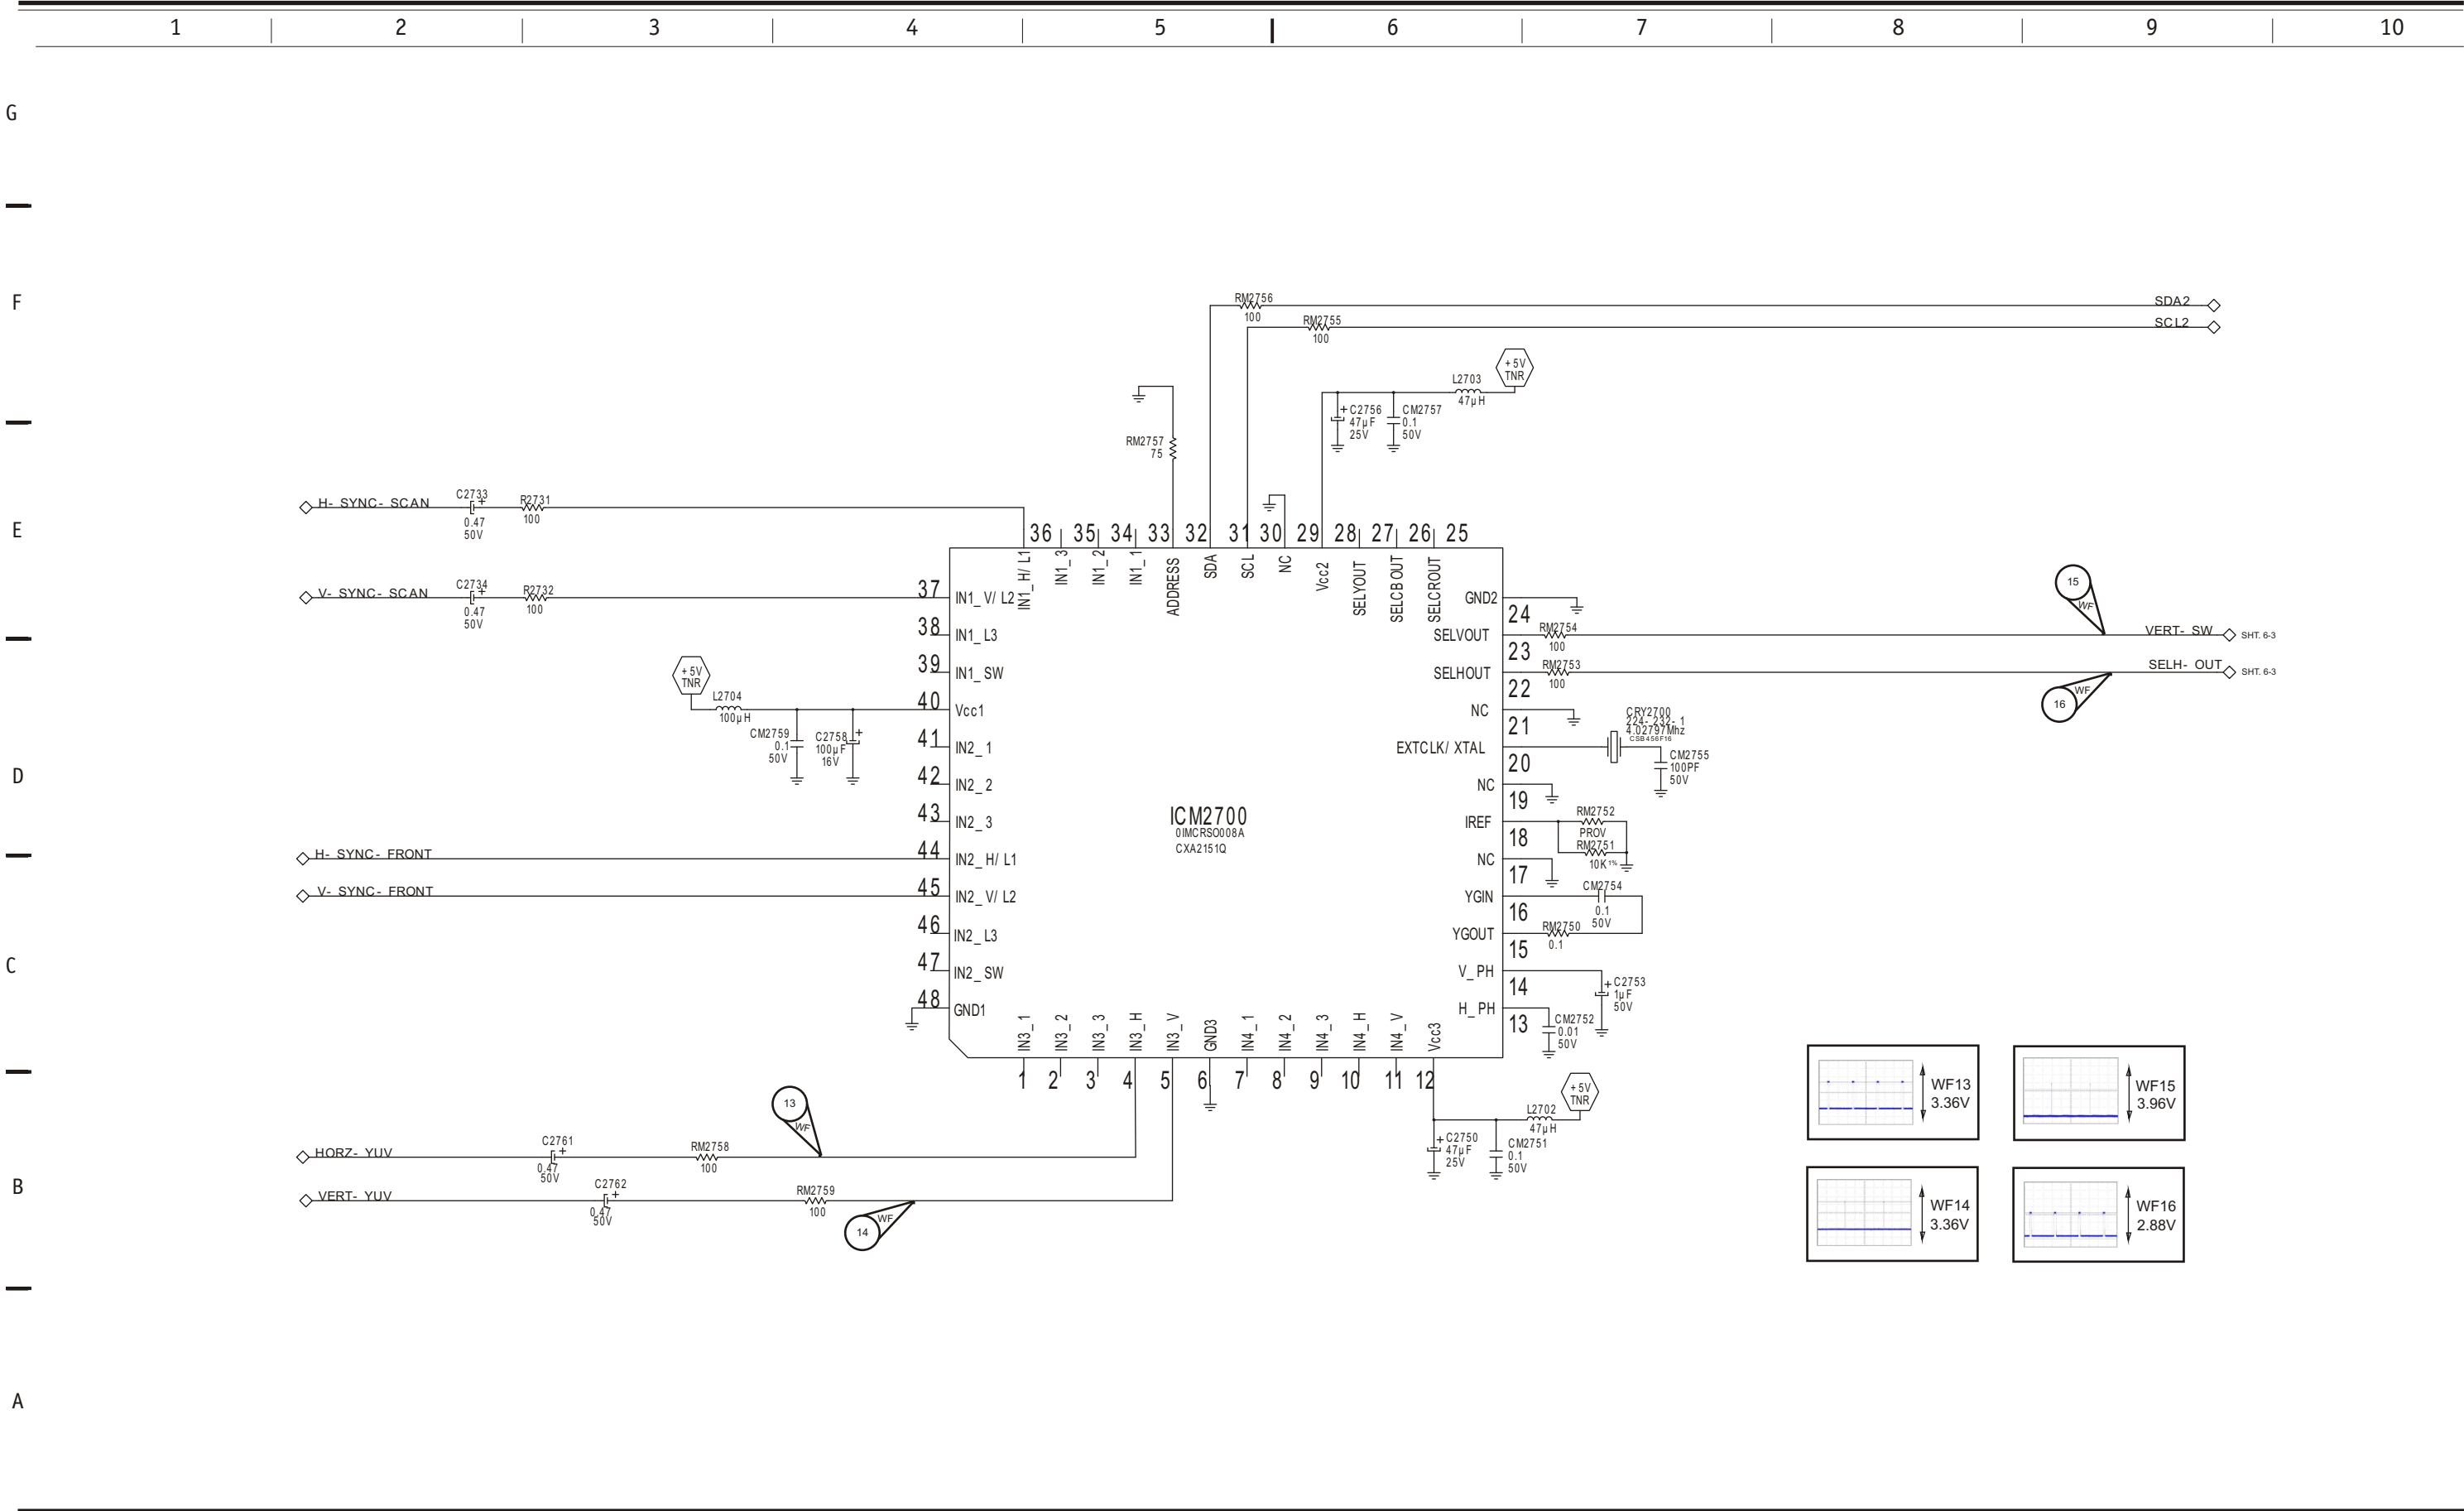 1 2 3 4 5 6 7 8 9 10
G
F
E
D
C
B
A
RM2756
100
SDA2
RM2755
100
SCL2
+5V
TNR
L2703
47µH
C2756
47µF
25V
CM2757
0.1
50V
RM2757
75
H- SYNC- SCAN
C2733
+
0.47
50V
R2731
100
V- SYNC- SCAN
C2734
+
0.47
50V
R2732
100
36 35 34 33 32 31 30 29 28 27 26 25
IN1_H/ L1
IN1_3
IN1_2
IN1_1
ADDRESS
SDA
SCL
NC
Vcc2
SELYOUT
SELCBOUT
SELCROUT
37 IN1_V/ L2
38 IN1_L3
39 IN1_SW
40 Vcc1
41 IN2_1
42 IN2_2
43 IN2_3
44 IN2_H/ L1
45 IN2_V/ L2
46 IN2_L3
47 IN2_SW
48 GND1
+5V
TNR
L2704
100µH
CM2759
0.1
50V
C2758
100µF
16V
+
H- SYNC- FRONT
V- SYNC- FRONT
ICM2700
0IMCRSO008A
CXA2151Q
GND2
24
SELVOUT
23
SELHOUT
22
NC
21
EXTCLK/ XTAL
20
NC
19
IREF
18
NC
17
YGIN
16
YGOUT
15
V_PH
14
H_PH
13
RM2754
100
15
WF
VERT- SW
SHT. 6-3
RM2753
100
SELH- OUT
SHT. 6-3
16
WF
CRY2700
224- 232- 1
4.02797Mhz
CSB456F16
CM2755
100PF
50V
RM2752
PROV
RM2751
10K 1%
CM2754
0.1
50V
RM2750
0.1
+ C2753
1µF
50V
CM2752
0.01
50V
IN3_1
IN3_2
IN3_3
IN3_H
IN3_V
GND3
IN4_1
IN4_2
IN4_3
IN4_H
IN4_V
Vcc3
1 2 3 4 5 6 7 8 9 10 11 12
+5V
TNR
L2702
47µH
+ C2750
47µF
25V
CM2751
0.1
50V
13
WF
HORZ- YUV
C2761
+
0.47
50V
RM2758
100
VERT- YUV
C2762
+
0.47
50V
RM2759
100
14
WF
WF13
3.36V
WF15
3.96V
WF14
3.36V
WF16
2.88V